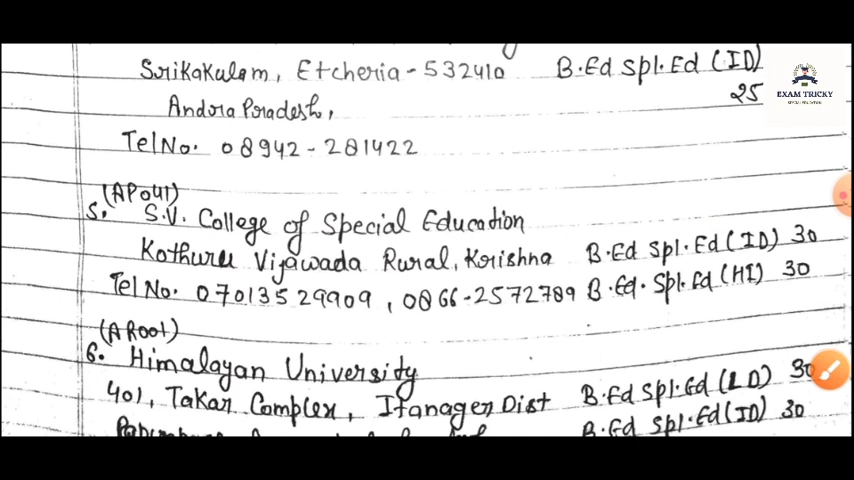 Srikakulam, Etcheria - 532410 B.Ed Spl.Ed (ID)
25
Andra Pradesh,
Tel No. 08942 - 281422
EXAM TRICKY
SPECIAL EDUCATION
(AP041)
5. S.V. College of Special Education
Kothuru Vijawada Rural, Krishna B.Ed Spl.Ed (ID) 30
Tel No. 07013529909, 0866-2572789 B.Ed. Spl.Ed (HI) 30
(AR001)
6. Himalayan University
401, Takar Complex, Itanager Dist B.Ed Spl.Ed (LD) 30
B.Ed Spl.Ed (ID) 30